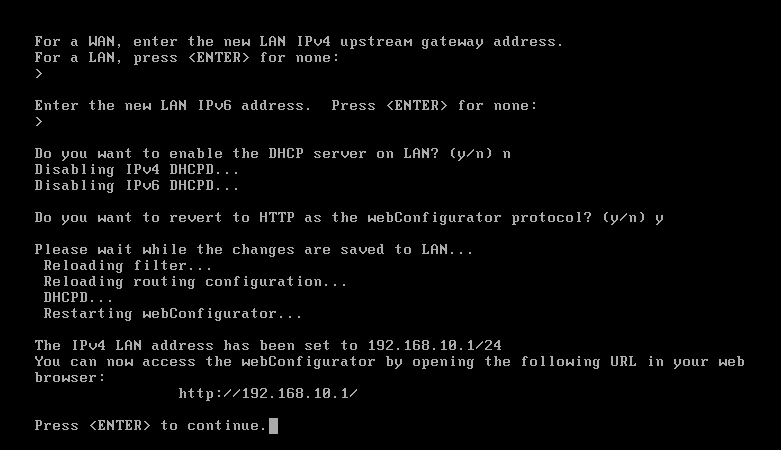 For a WAN, enter the new LAN IPv4 upstream gateway address.
For a LAN, press <ENTER> for none:
>
Enter the new LAN IPv6 address.  Press <ENTER> for none:
>
Do you want to enable the DHCP server on LAN? (y/n) n
Disabling IPv4 DHCPD...
Disabling IPv6 DHCPD...
Do you want to revert to HTTP as the webConfigurator protocol? (y/n) y
Please wait while the changes are saved to LAN...
 Reloading filter...
 Reloading routing configuration...
 DHCPD...
 Restarting webConfigurator...
The IPv4 LAN address has been set to 192.168.10.1/24
You can now access the webConfigurator by opening the following URL in your web
browser:
                http://192.168.10.1/
Press <ENTER> to continue.